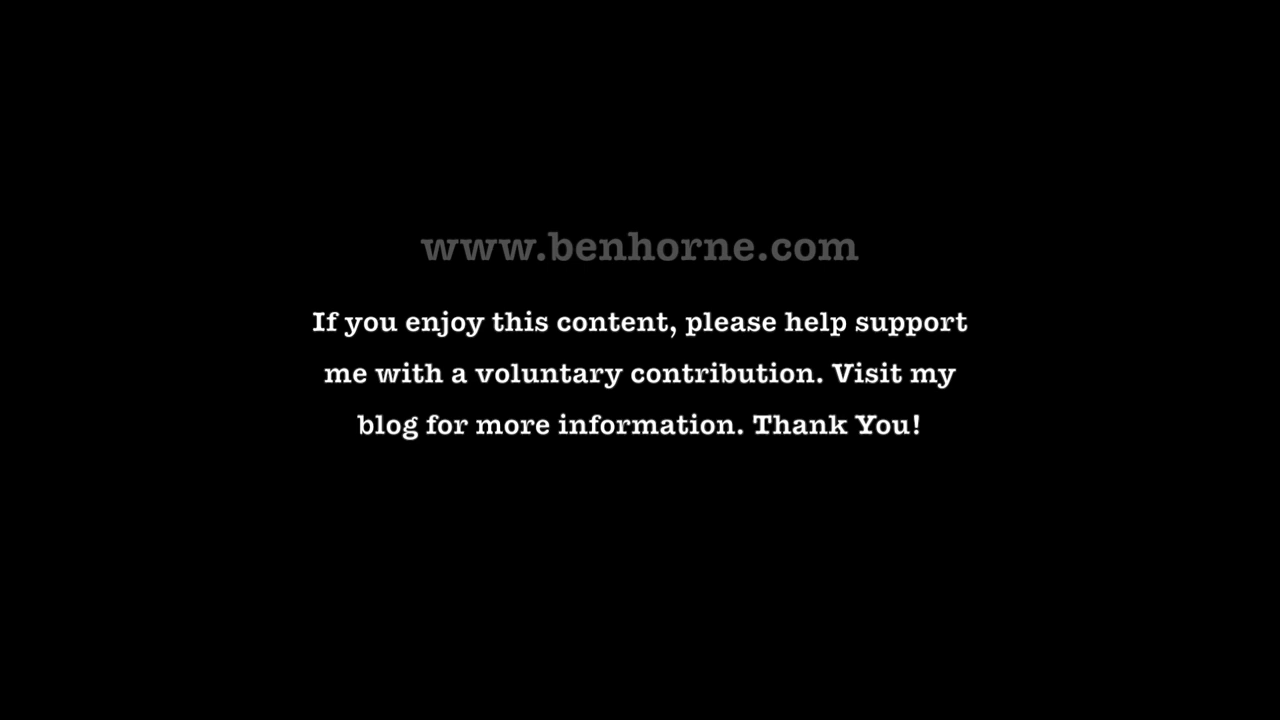 www.benhorne.com
If you enjoy this content, please help support
me with a voluntary contribution. Visit my
blog for more information. Thank You!